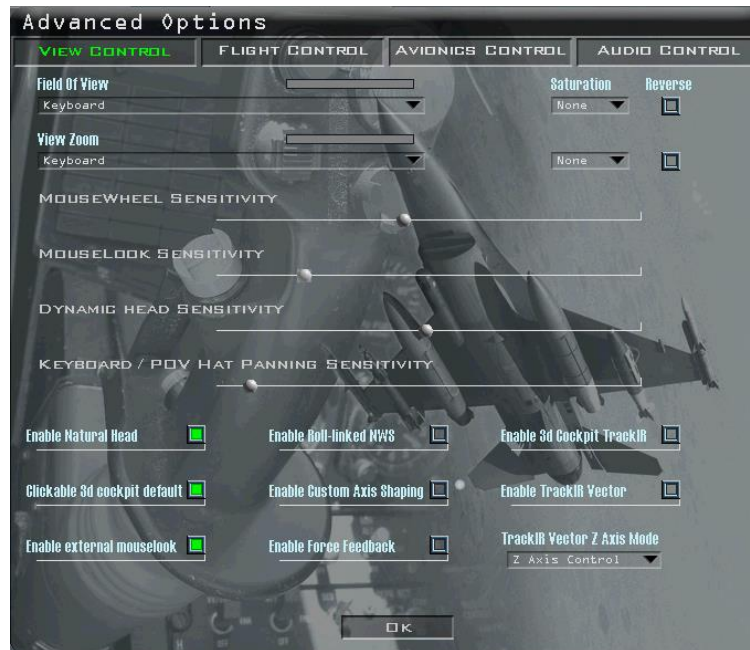 Advanced Options
VIEW CONTROL FLIGHT CONTROL AVIONICS CONTROL AUDIO CONTROL
Field Of View Saturation Reverse
Keyboard None
View Zoom
Keyboard None
MOUSEWHEEL SENSITIVITY
MOUSELOOK SENSITIVITY
DYNAMIC HEAD SENSITIVITY
KEYBOARD / POV HAT PANNING SENSITIVITY
Enable Natural Head Enable Roll-linked NWS Enable 3d Cockpit TrackIR
Clickable 3d cockpit default Enable Custom Axis Shaping Enable TrackIR Vector
Enable external mouselook Enable Force Feedback TrackIR Vector Z Axis Mode
Z Axis Control
OK